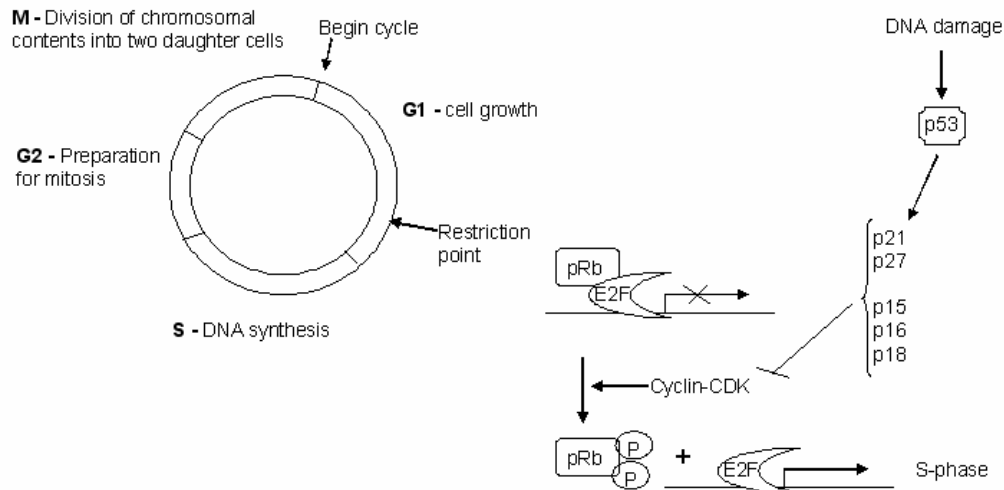 M - Division of chromosomal
contents into two daughter cells
Begin cycle
G1 - cell growth
G2 - Preparation
for mitosis
Restriction
point
S - DNA synthesis
DNA damage
p53
p21
p27
p15
p16
p18
pRb
E2F
Cyclin-CDK
pRb
P
P
+
E2F
S-phase